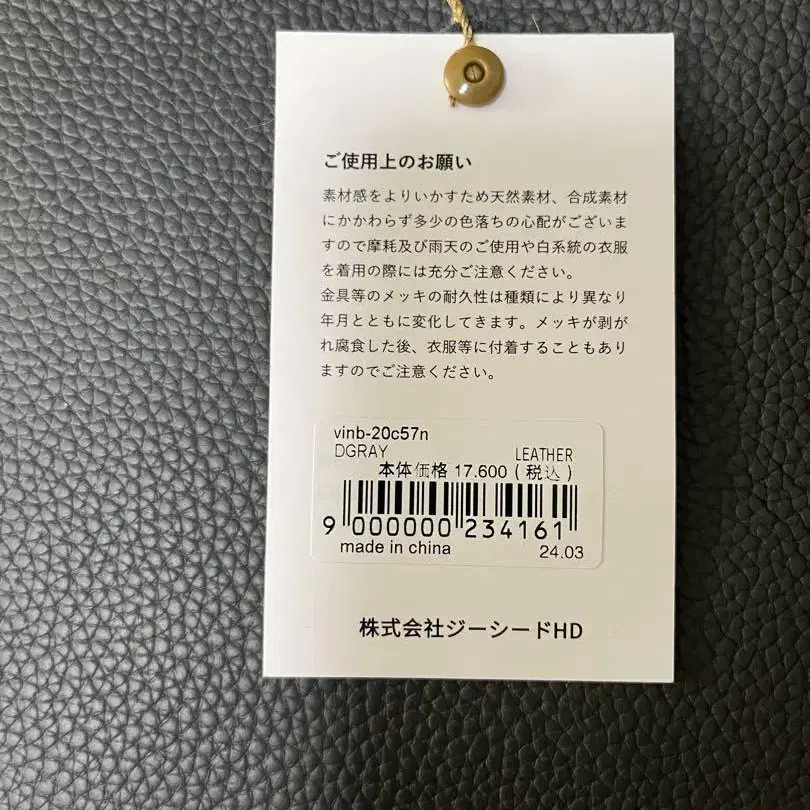 ご使用上のお願い
素材感をよりいかすため天然素材、合成素材
にかかわらず多少の色落ちの心配がございま
すので摩耗及び雨天のご使用や白系統の衣服
を着用の際には充分ご注意ください。
金具等のメッキの耐久性は種類により異なり
年月とともに変化してきます。メッキが剥が
れ腐食した後、衣服等に付着することもあり
ますのでご注意ください。
vinb-20c57n
DGRAY LEATHER
本体価格 17.600 ( 税込 )
9 000000 234161
made in china 24.03
株式会社ジーシードHD